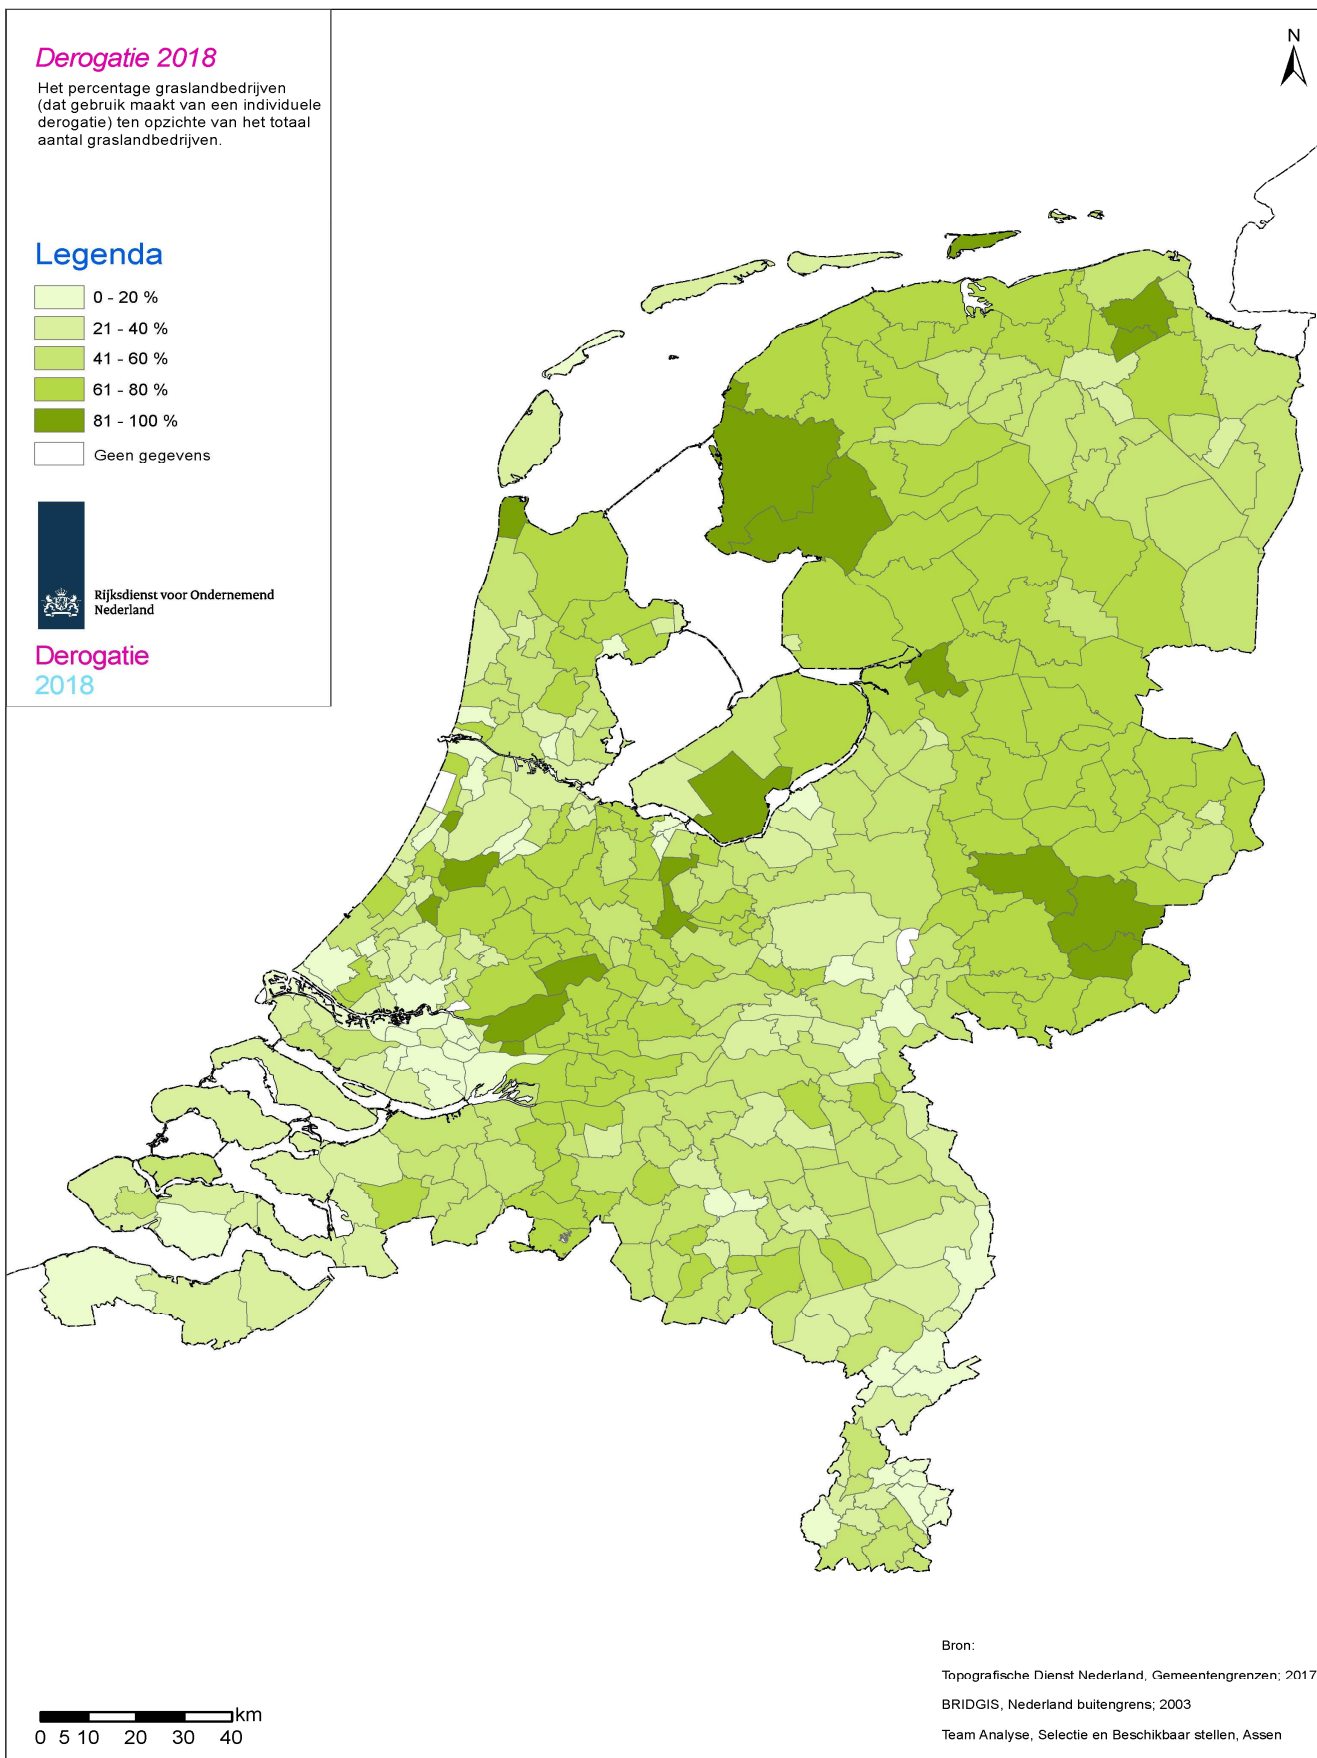 Derogatie 2018
Het percentage graslandbedrijven
(dat gebruik maakt van een individuele
derogatie) ten opzichte van het totaal
aantal graslandbedrijven.
N
Legenda
0 - 20 %
21 - 40 %
41 - 60 %
61 - 80 %
81 - 100 %
Geen gegevens
Rijksdienst voor Ondernemend
Nederland
Derogatie
2018
Bron:
Topografische Dienst Nederland, Gemeentengrenzen; 2017
BRIDGIS, Nederland buitengrens; 2003
Team Analyse, Selectie en Beschikbaar stellen, Assen
km
0 5 10 20 30 40